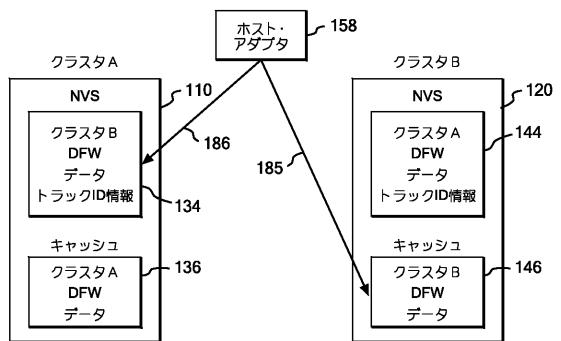 ホスト・
アダプタ
158
クラスタA
クラスタB
NVS
110
NVS
120
クラスタB
DFW
データ
トラックID情報
134
186
185
クラスタA
DFW
データ
トラックID情報
144
キャッシュ
クラスタA
DFW
データ
136
キャッシュ
クラスタB
DFW
データ
146